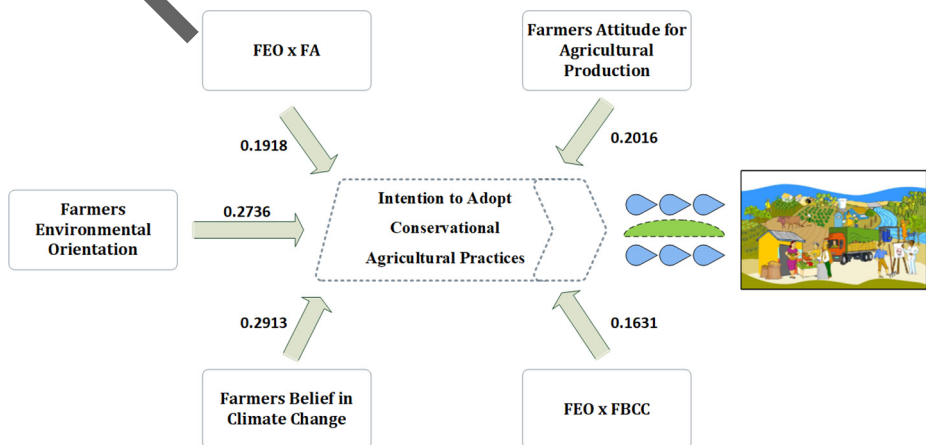 FEO x FA
Farmers Attitude for
Agricultural
Production
0.1918
0.2016
Farmers
Environmental
Orientation
0.2736
Intention to Adopt
Conservational
Agricultural Practices
0.2913
0.1631
Farmers Belief in
Climate Change
FEO x FBCC